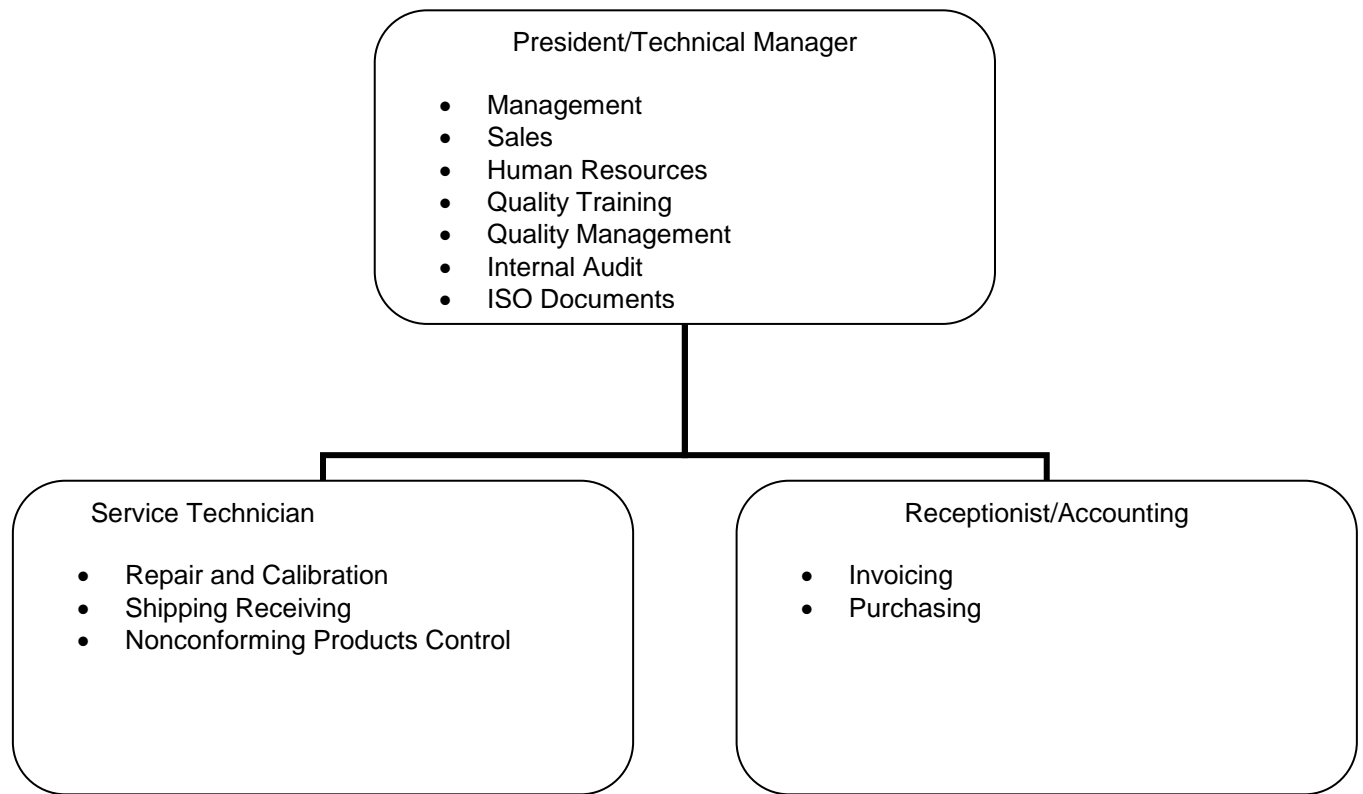 President/Technical Manager
• Management
• Sales
• Human Resources
• Quality Training
• Quality Management
• Internal Audit
• ISO Documents
Service Technician
• Repair and Calibration
• Shipping Receiving
• Nonconforming Products Control
Receptionist/Accounting
• Invoicing
• Purchasing